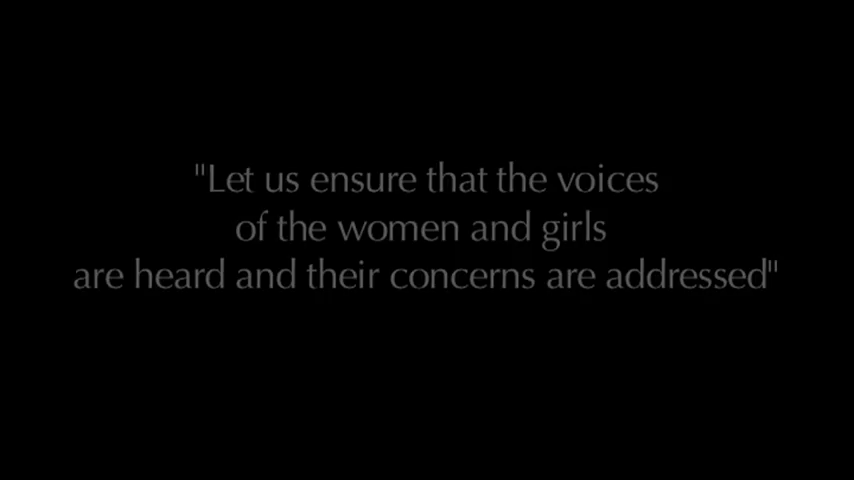 "Let us ensure that the voices
of the women and girls
are heard and their concerns are addressed"